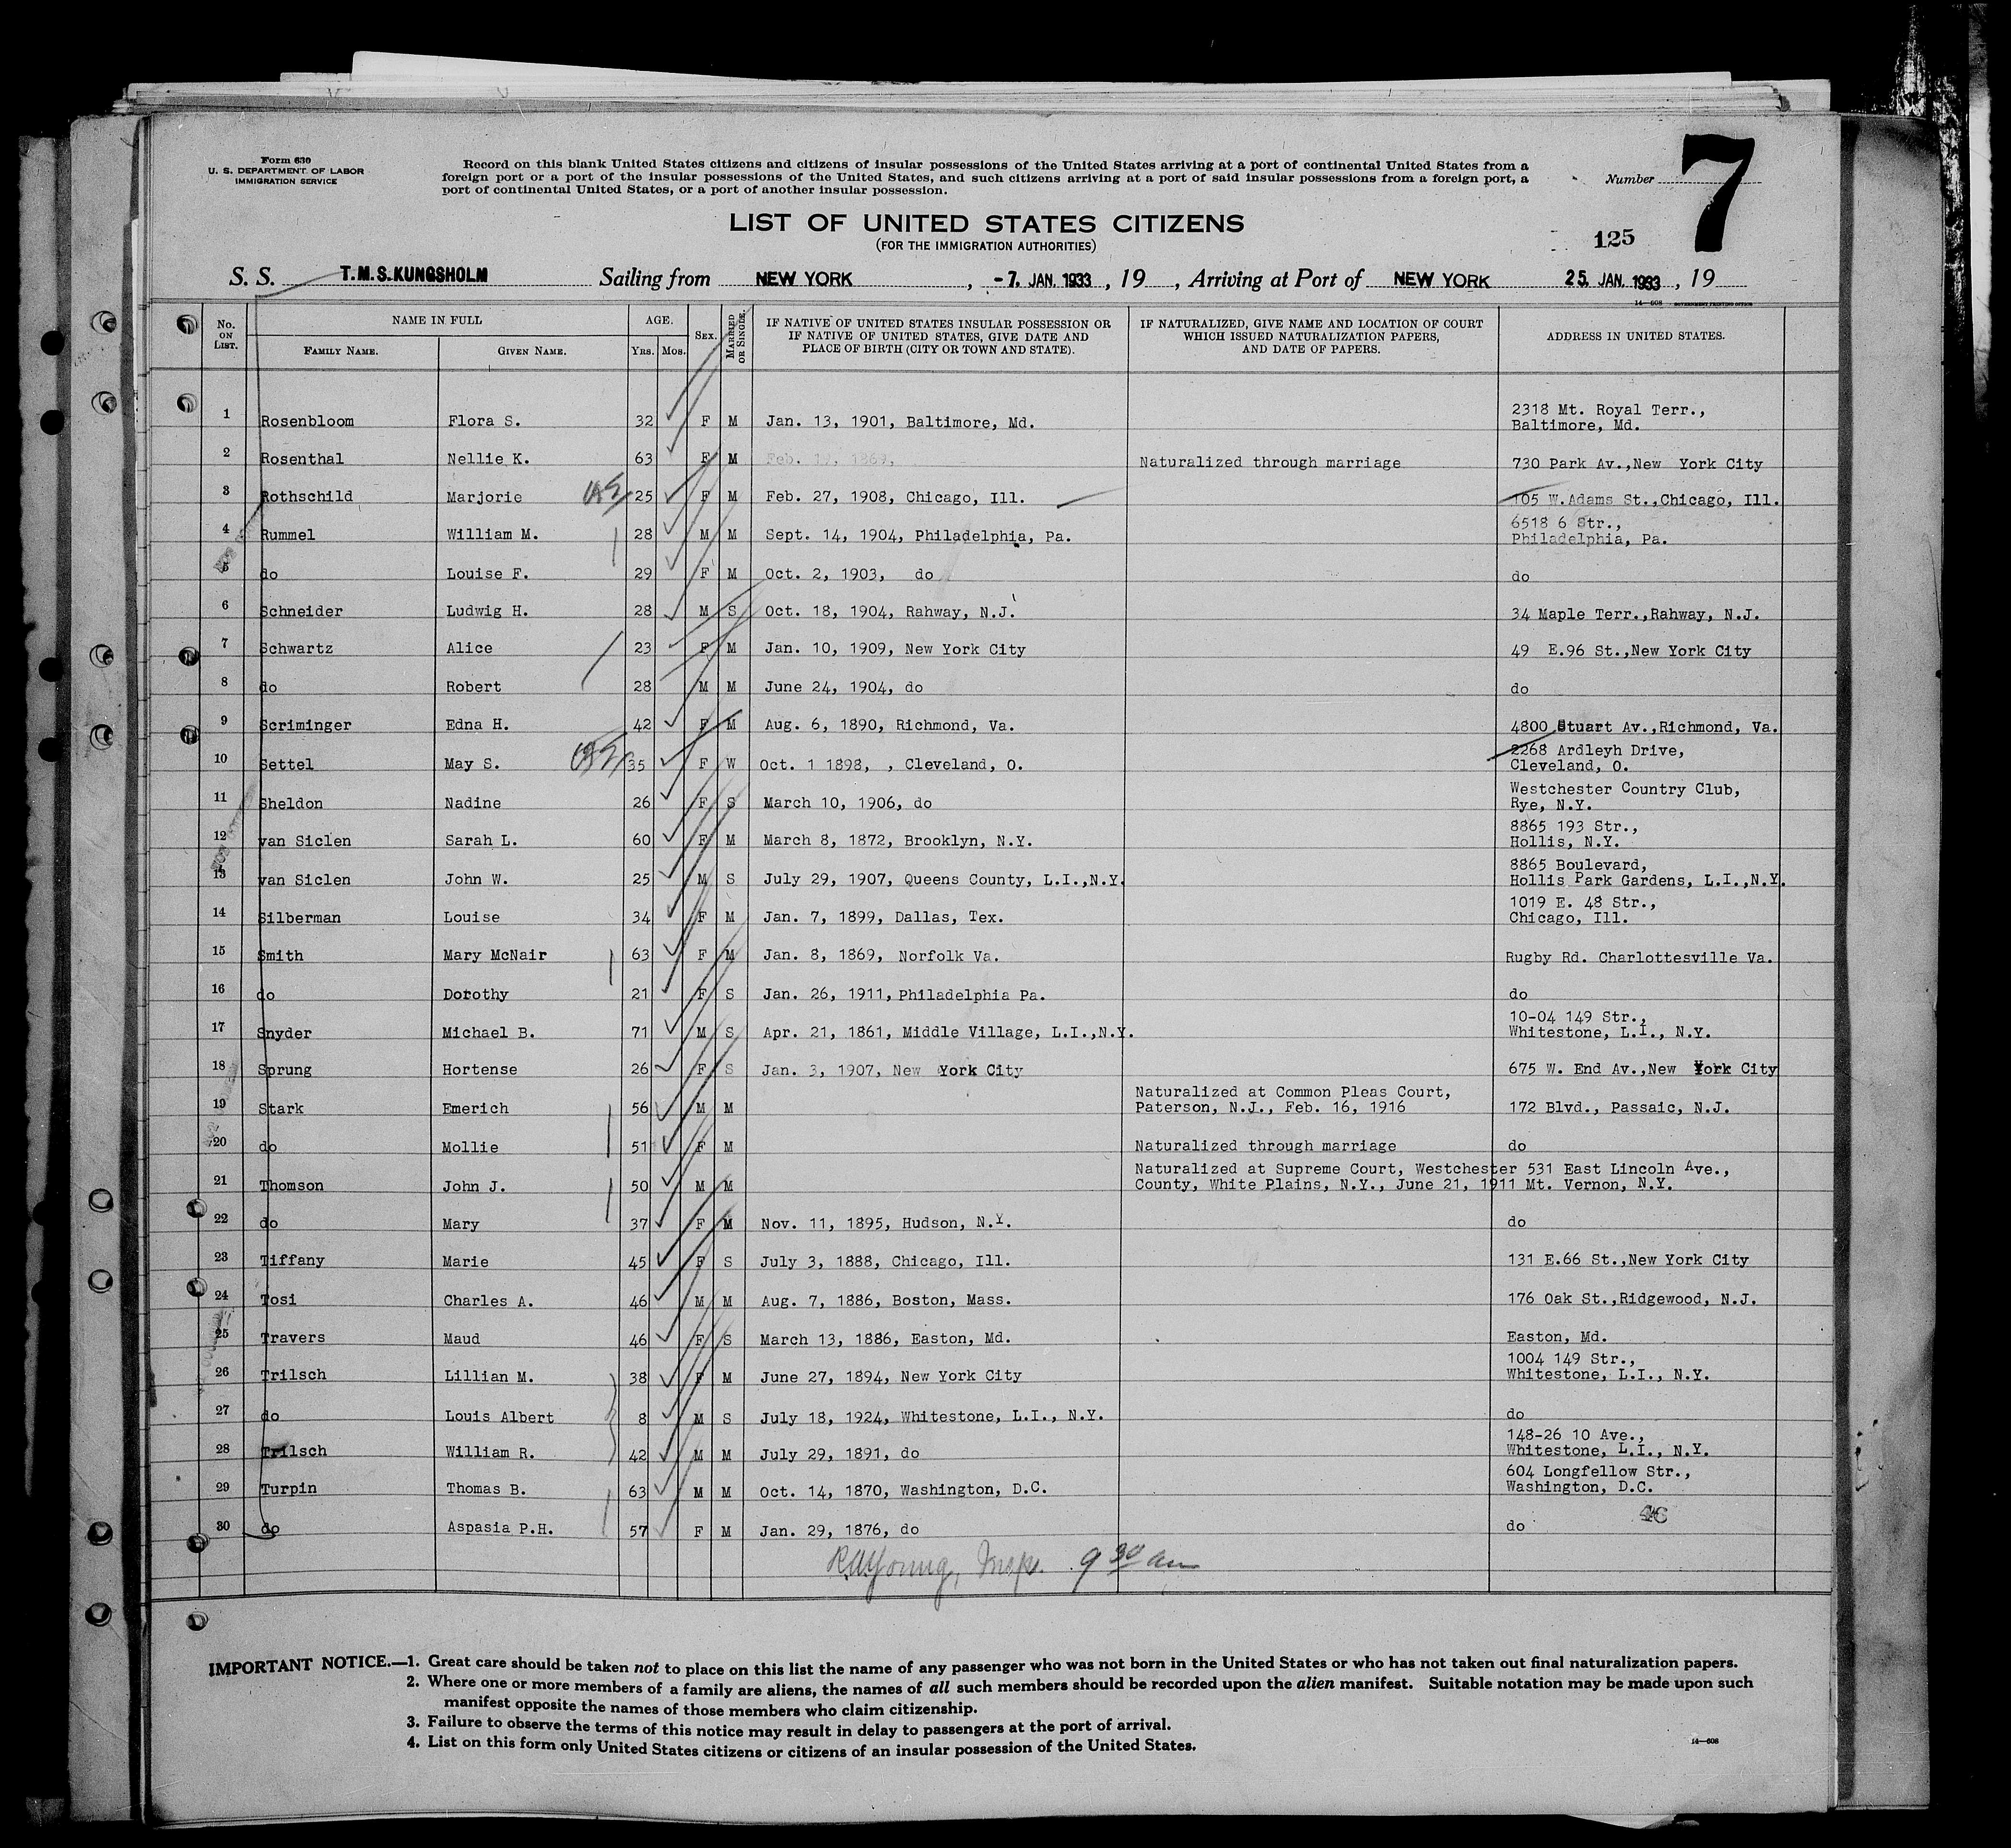 Form 630
U. S. DEPARTMENT OF LABOR
IMMIGRATION SERVICE
Record on this blank United States citizens and citizens of insular possessions of the United States arriving at a port of continental United States from a
foreign port or a port of the insular possessions of the United States, and such citizens arriving at a port of said insular possessions from a foreign port, a
port of continental United States, or a port of another insular possession.
Number 7
LIST OF UNITED STATES CITIZENS
(FOR THE IMMIGRATION AUTHORITIES)
125
S. S. T.M.S.KUNGSHOLM Sailing from NEW YORK , -7. JAN. 1933 , 19 , Arriving at Port of NEW YORK 25. JAN. 1933 , 19
14—608 GOVERNMENT PRINTING OFFICE
No. ON LIST. NAME IN FULL FAMILY NAME. GIVEN NAME. AGE. YRS. MOS. SEX. MARRIED OR SINGLE. IF NATIVE OF UNITED STATES INSULAR POSSESSION OR IF NATIVE OF UNITED STATES, GIVE DATE AND PLACE OF BIRTH (CITY OR TOWN AND STATE). IF NATURALIZED, GIVE NAME AND LOCATION OF COURT WHICH ISSUED NATURALIZATION PAPERS, AND DATE OF PAPERS. ADDRESS IN UNITED STATES.
1 Rosenbloom Flora S. 32 F M Jan. 13, 1901, Baltimore, Md. 2318 Mt. Royal Terr., Baltimore, Md.
2 Rosenthal Nellie K. 63 F M Feb. 19, 1869, Naturalized through marriage 730 Park Av.,New York City
3 Rothschild Marjorie 25 F M Feb. 27, 1908, Chicago, Ill. 105 W.Adams St.,Chicago, Ill.
4 Rummel William M. 28 M M Sept. 14, 1904, Philadelphia, Pa. 6518 6 Str., Philadelphia, Pa.
5 do Louise F. 29 F M Oct. 2, 1903, do do
6 Schneider Ludwig H. 28 M S Oct. 18, 1904, Rahway, N.J. 34 Maple Terr.,Rahway, N.J.
7 Schwartz Alice 23 F M Jan. 10, 1909, New York City 49 E.96 St.,New York City
8 do Robert 28 M M June 24, 1904, do do
9 Scriminger Edna H. 42 F M Aug. 6, 1890, Richmond, Va. 4800 Stuart Av.,Richmond, Va.
10 Settel May S. 35 F W Oct. 1 1898, , Cleveland, O. 2268 Ardleyh Drive, Cleveland, O.
11 Sheldon Nadine 26 F S March 10, 1906, do Westchester Country Club, Rye, N.Y.
12 van Siclen Sarah L. 60 F M March 8, 1872, Brooklyn, N.Y. 8865 193 Str., Hollis, N.Y.
13 van Siclen John W. 25 M S July 29, 1907, Queens County, L.I.,N.Y. 8865 Boulevard, Hollis Park Gardens, L.I.,N.Y.
14 Silberman Louise 34 F M Jan. 7, 1899, Dallas, Tex. 1019 E. 48 Str., Chicago, Ill.
15 Smith Mary McNair 63 F M Jan. 8, 1869, Norfolk Va. Rugby Rd. Charlottesville Va.
16 do Dorothy 21 F S Jan. 26, 1911, Philadelphia Pa. do
17 Snyder Michael B. 71 M S Apr. 21, 1861, Middle Village, L.I.,N.Y. 10-04 149 Str., Whitestone, L.I., N.Y.
18 Sprung Hortense 26 F S Jan. 3, 1907, New York City 675 W. End Av.,New York City
19 Stark Emerich 56 M M Naturalized at Common Pleas Court, Paterson, N.J., Feb. 16, 1916 172 Blvd., Passaic, N.J.
20 do Mollie 51 F M Naturalized through marriage do
21 Thomson John J. 50 M M Naturalized at Supreme Court, Westchester County, White Plains, N.Y., June 21, 1911 531 East Lincoln Ave., Mt. Vernon, N.Y.
22 do Mary 37 F M Nov. 11, 1895, Hudson, N.Y. do
23 Tiffany Marie 45 F S July 3, 1888, Chicago, Ill. 131 E.66 St.,New York City
24 Tosi Charles A. 46 M M Aug. 7, 1886, Boston, Mass. 176 Oak St.,Ridgewood, N.J.
25 Travers Maud 46 F S March 13, 1886, Easton, Md. Easton, Md.
26 Trilsch Lillian M. 38 F M June 27, 1894, New York City 1004 149 Str., Whitestone, L.I., N.Y.
27 do Louis Albert 8 M S July 18, 1924, Whitestone, L.I., N.Y. do
28 Trilsch William R. 42 M M July 29, 1891, do 148-26 10 Ave., Whitestone, L.I., N.Y.
29 Turpin Thomas B. 63 M M Oct. 14, 1870, Washington, D.C. 604 Longfellow Str., Washington, D.C.
30 do Aspasia P.H. 57 F M Jan. 29, 1876, do do
Young, Insp. 9 30 am
IMPORTANT NOTICE.—1. Great care should be taken not to place on this list the name of any passenger who was not born in the United States or who has not taken out final naturalization papers.
2. Where one or more members of a family are aliens, the names of all such members should be recorded upon the alien manifest. Suitable notation may be made upon such
manifest opposite the names of those members who claim citizenship.
3. Failure to observe the terms of this notice may result in delay to passengers at the port of arrival.
4. List on this form only United States citizens or citizens of an insular possession of the United States.
14—608